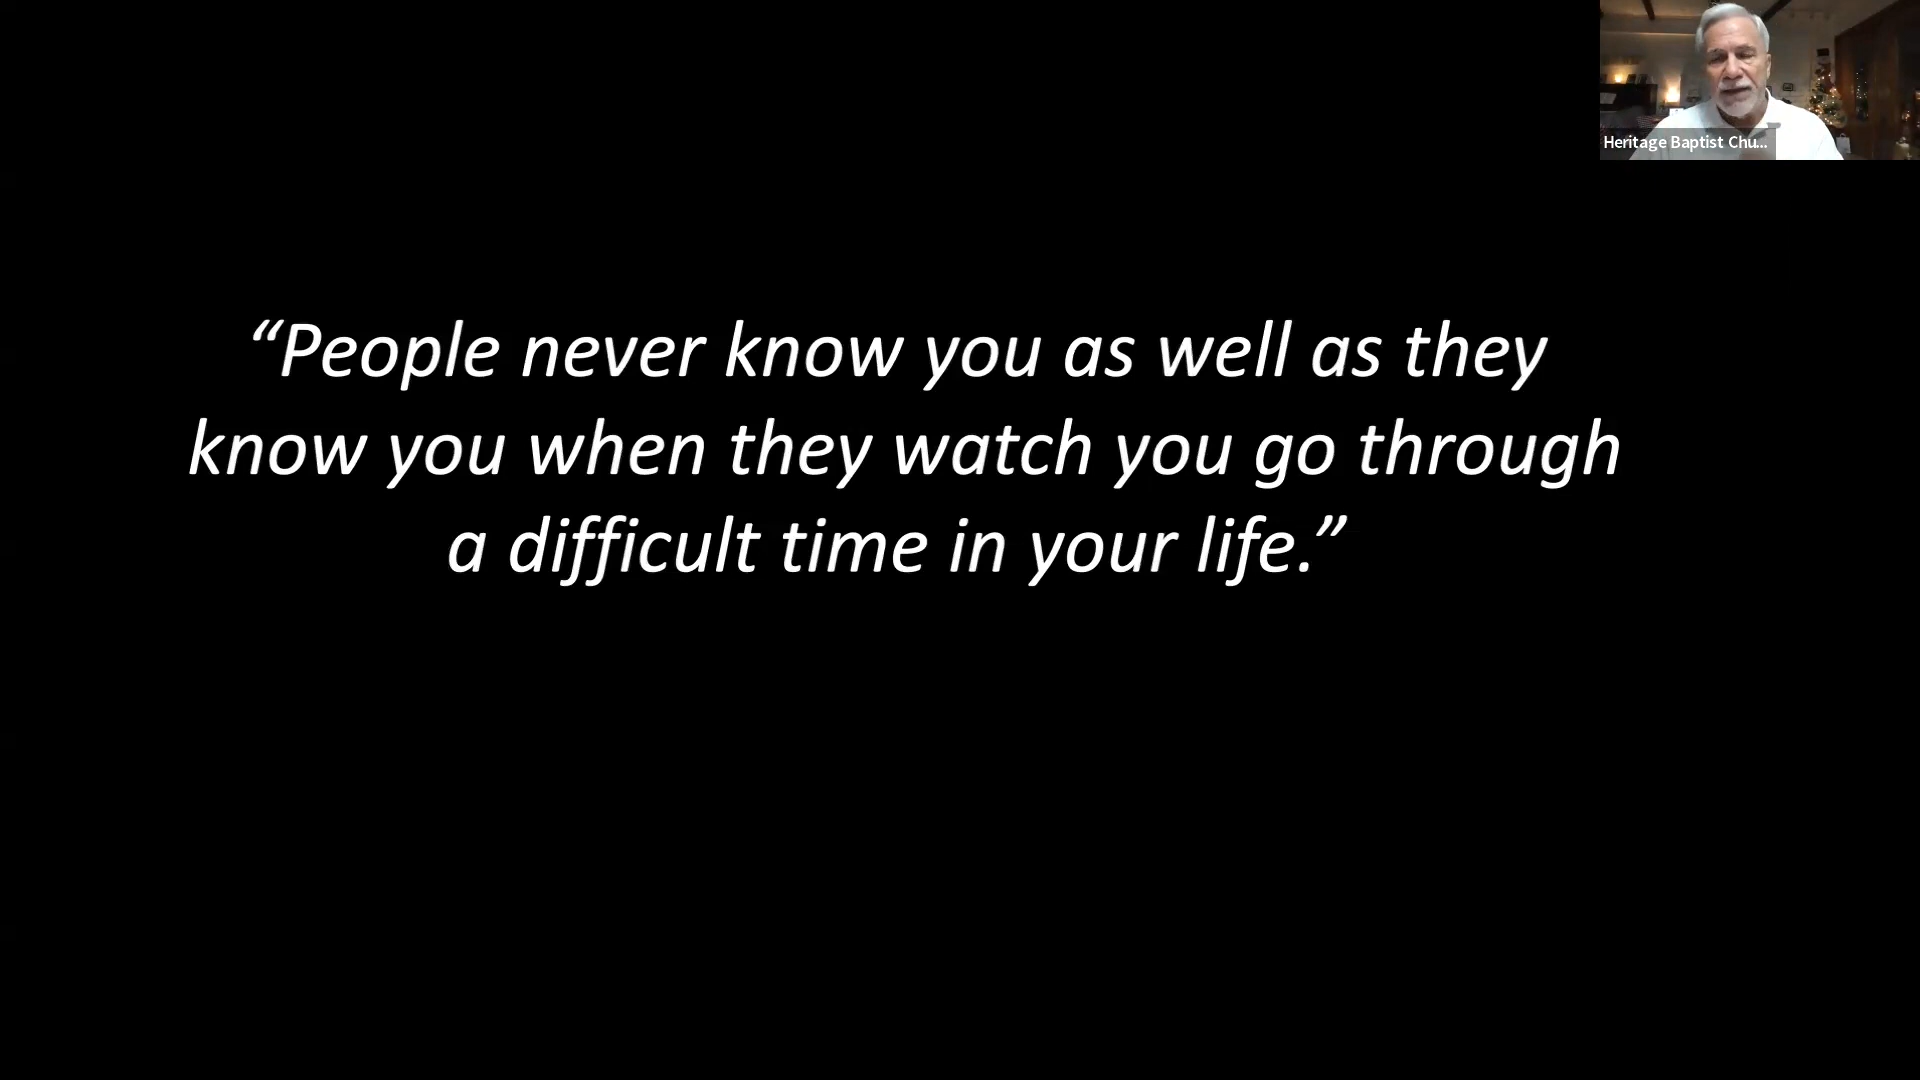 Heritage Baptist Chu...
“People never know you as well as they
know you when they watch you go through
a difficult time in your life.”